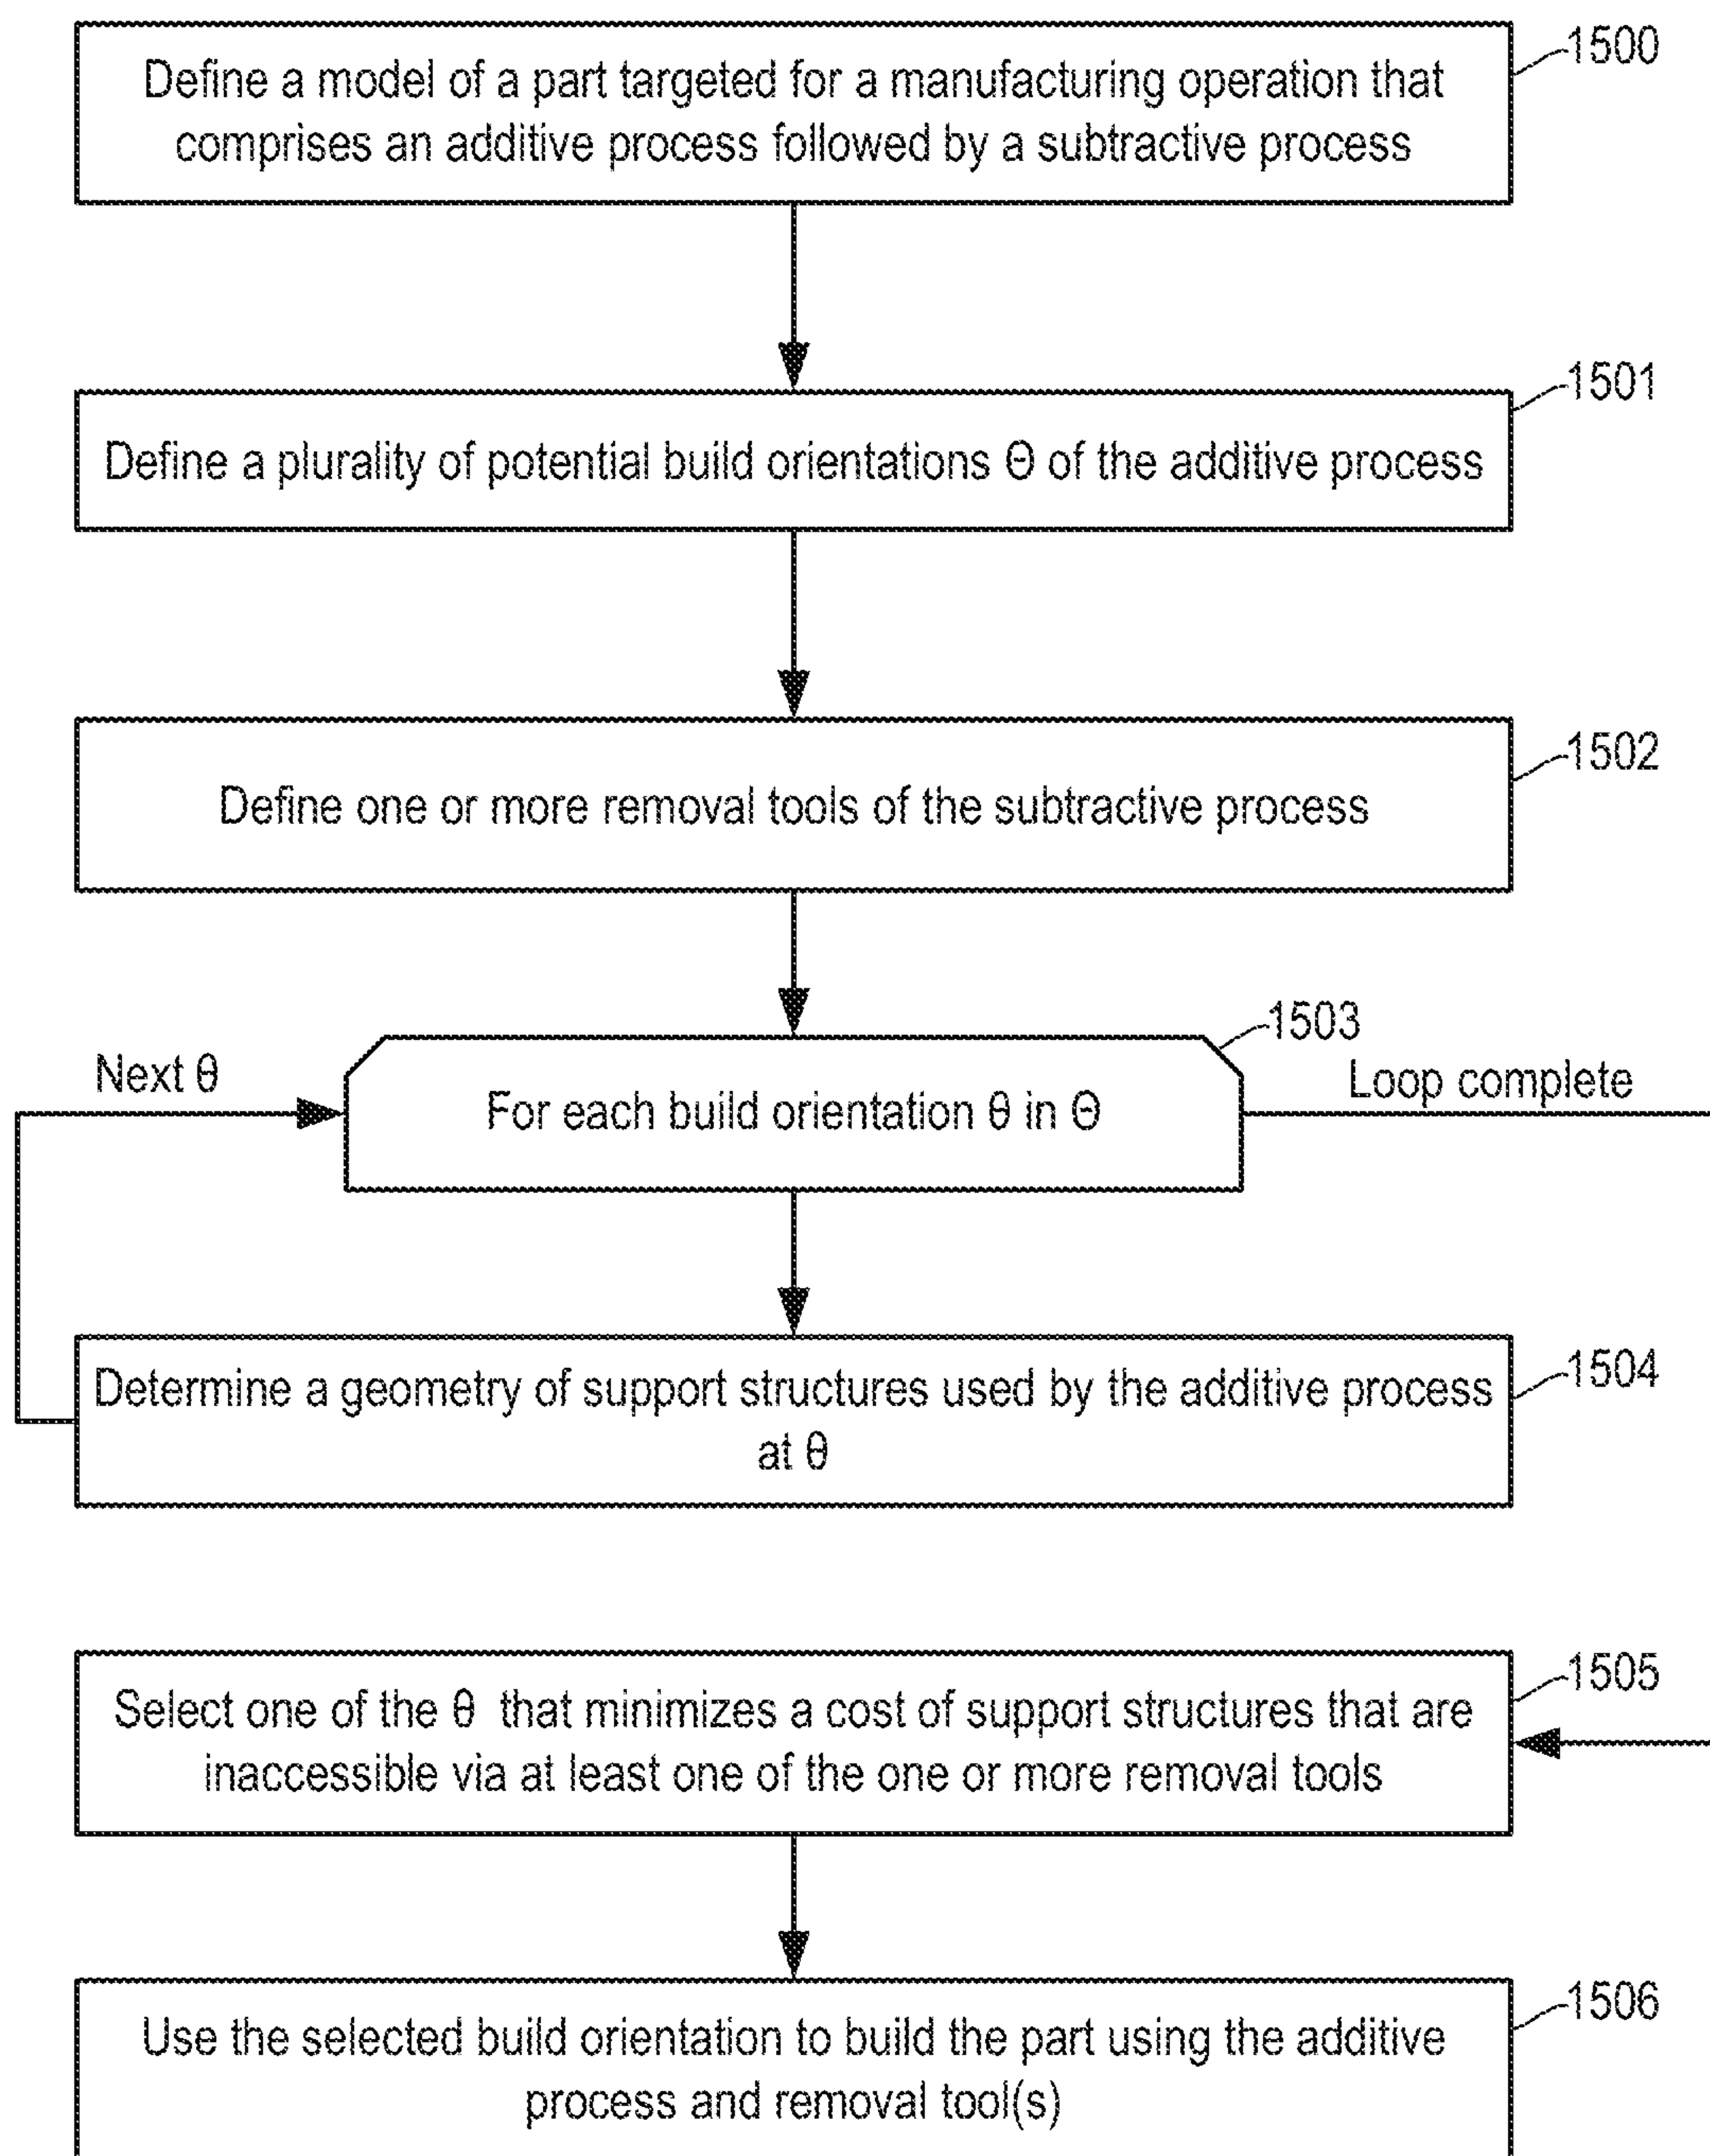 1500
Define a model of a part targeted for a manufacturing operation that
comprises an additive process followed by a subtractive process
1501
Define a plurality of potential build orientations Θ of the additive process
1502
Define one or more removal tools of the subtractive process
1503
Next θ
Loop complete
For each build orientation θ in Θ
1504
Determine a geometry of support structures used by the additive process
at θ
1505
Select one of the θ that minimizes a cost of support structures that are
inaccessible via at least one of the one or more removal tools
1506
Use the selected build orientation to build the part using the additive
process and removal tool(s)